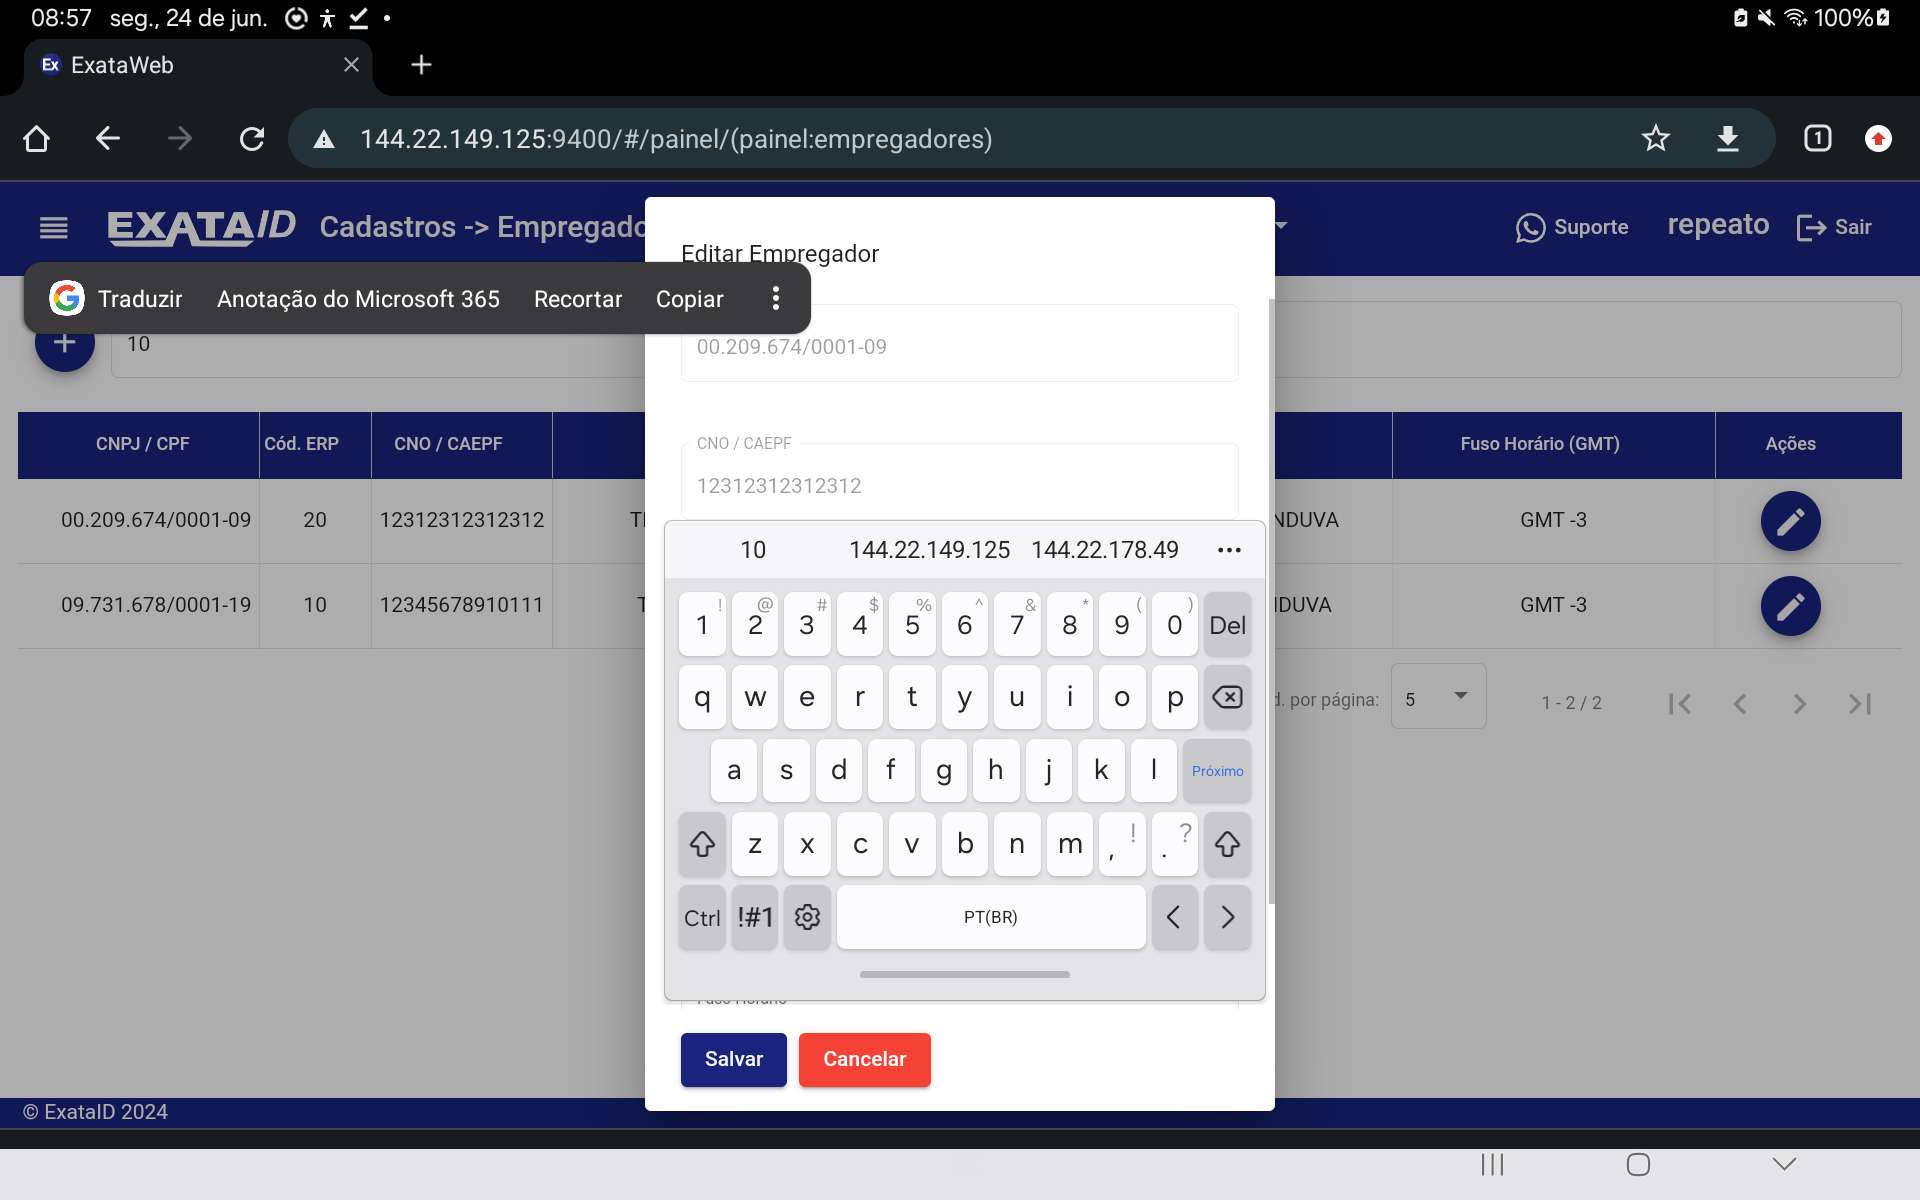 08:57 seg., 24 de jun. 100%
Ex ExataWeb
144.22.149.125:9400/#/painel/(painel:empregadores) 1
EXATAID Cadastros -> Empregado Suporte repeato Sair
Editar Empregador
Traduzir Anotação do Microsoft 365 Recortar Copiar
10
00.209.674/0001-09
CNO / CAEPF
12312312312312
CNPJ / CPF Cód. ERP CNO / CAEPF Fuso Horário (GMT) Ações
00.209.674/0001-09 20 12312312312312 NDUVA GMT -3
09.731.678/0001-19 10 12345678910111 T DUVA GMT -3
d. por página: 5 1 - 2 / 2
10 144.22.149.125 144.22.178.49 ...
! @ # $ % ^ & * ( )
1 2 3 4 5 6 7 8 9 0 Del
q w e r t y u i o p
a s d f g h j k l Próximo
z x c v b n m , ! . ?
Ctrl !#1 PT(BR) < >
Fuso Horário
Salvar Cancelar
© ExataID 2024